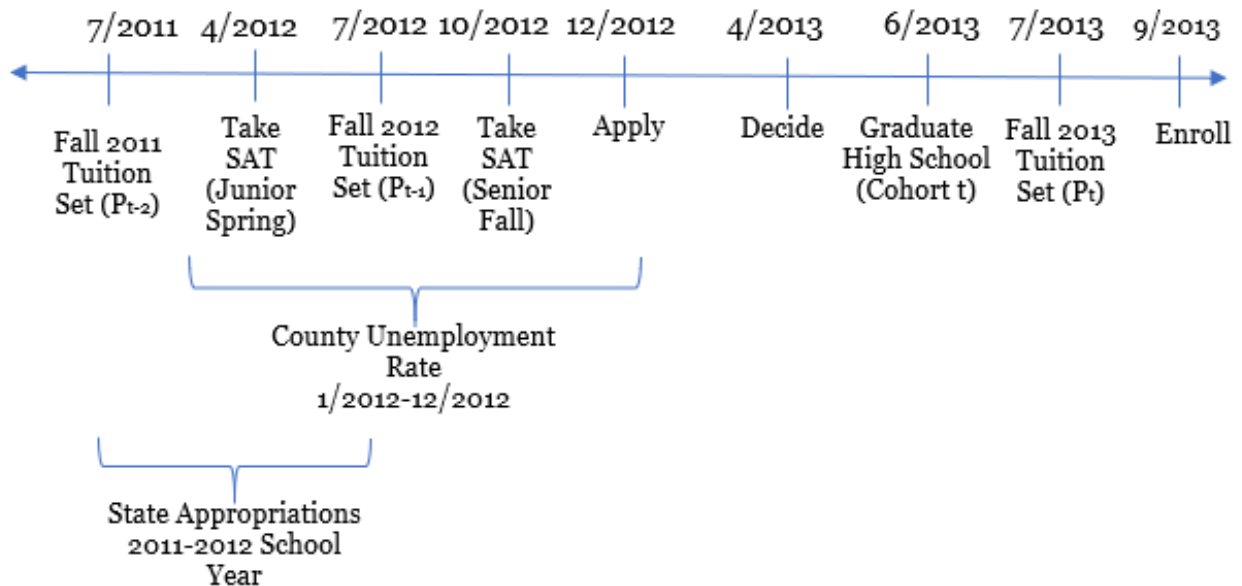 7/2011 4/2012 7/2012 10/2012 12/2012 4/2013 6/2013 7/2013 9/2013
Fall 2011
Tuition
Set (Pt-2)
Take
SAT
(Junior
Spring)
Fall 2012
Tuition
Set (Pt-1)
Take
SAT
(Senior
Fall)
Apply
Decide
Graduate
High School
(Cohort t)
Fall 2013
Tuition
Set (Pt)
Enroll
County Unemployment
Rate
1/2012-12/2012
State Appropriations
2011-2012 School
Year